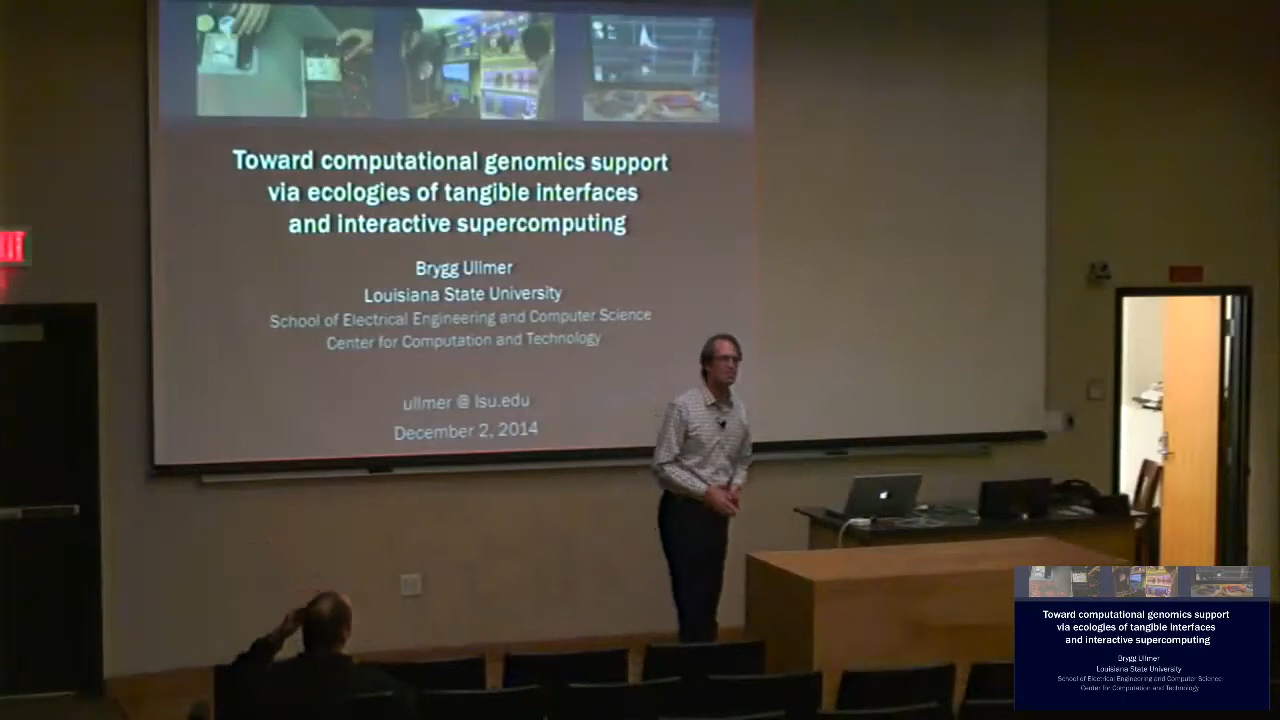 Toward computational genomics support
via ecologies of tangible interfaces
and interactive supercomputing
Brygg Ullmer
Louisiana State University
School of Electrical Engineering and Computer Science
Center for Computation and Technology
ullmer @ lsu.edu
December 2, 2014
Toward computational genomics support
via ecologies of tangible interfaces
and interactive supercomputing
Brygg Ullmer
Louisiana State University
School of Electrical Engineering and Computer Science
Center for Computation and Technology